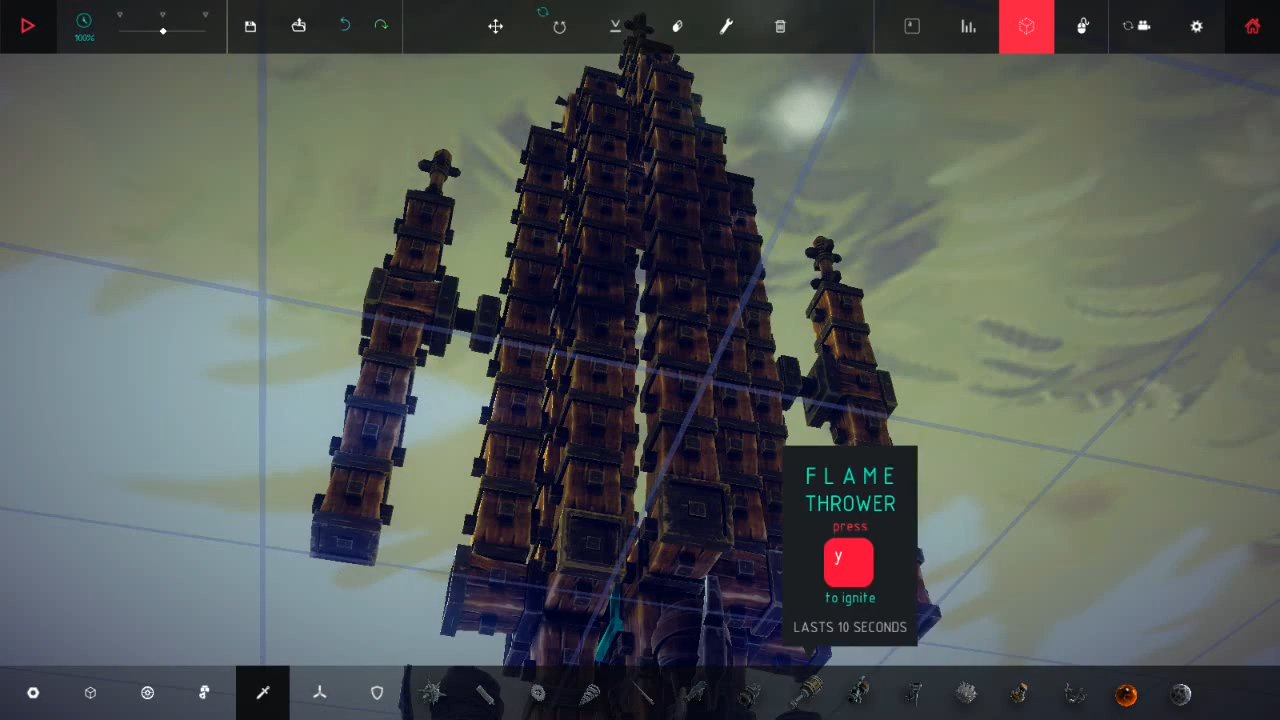 100%
FLAME
THROWER
press
y
to ignite
LASTS 10 SECONDS